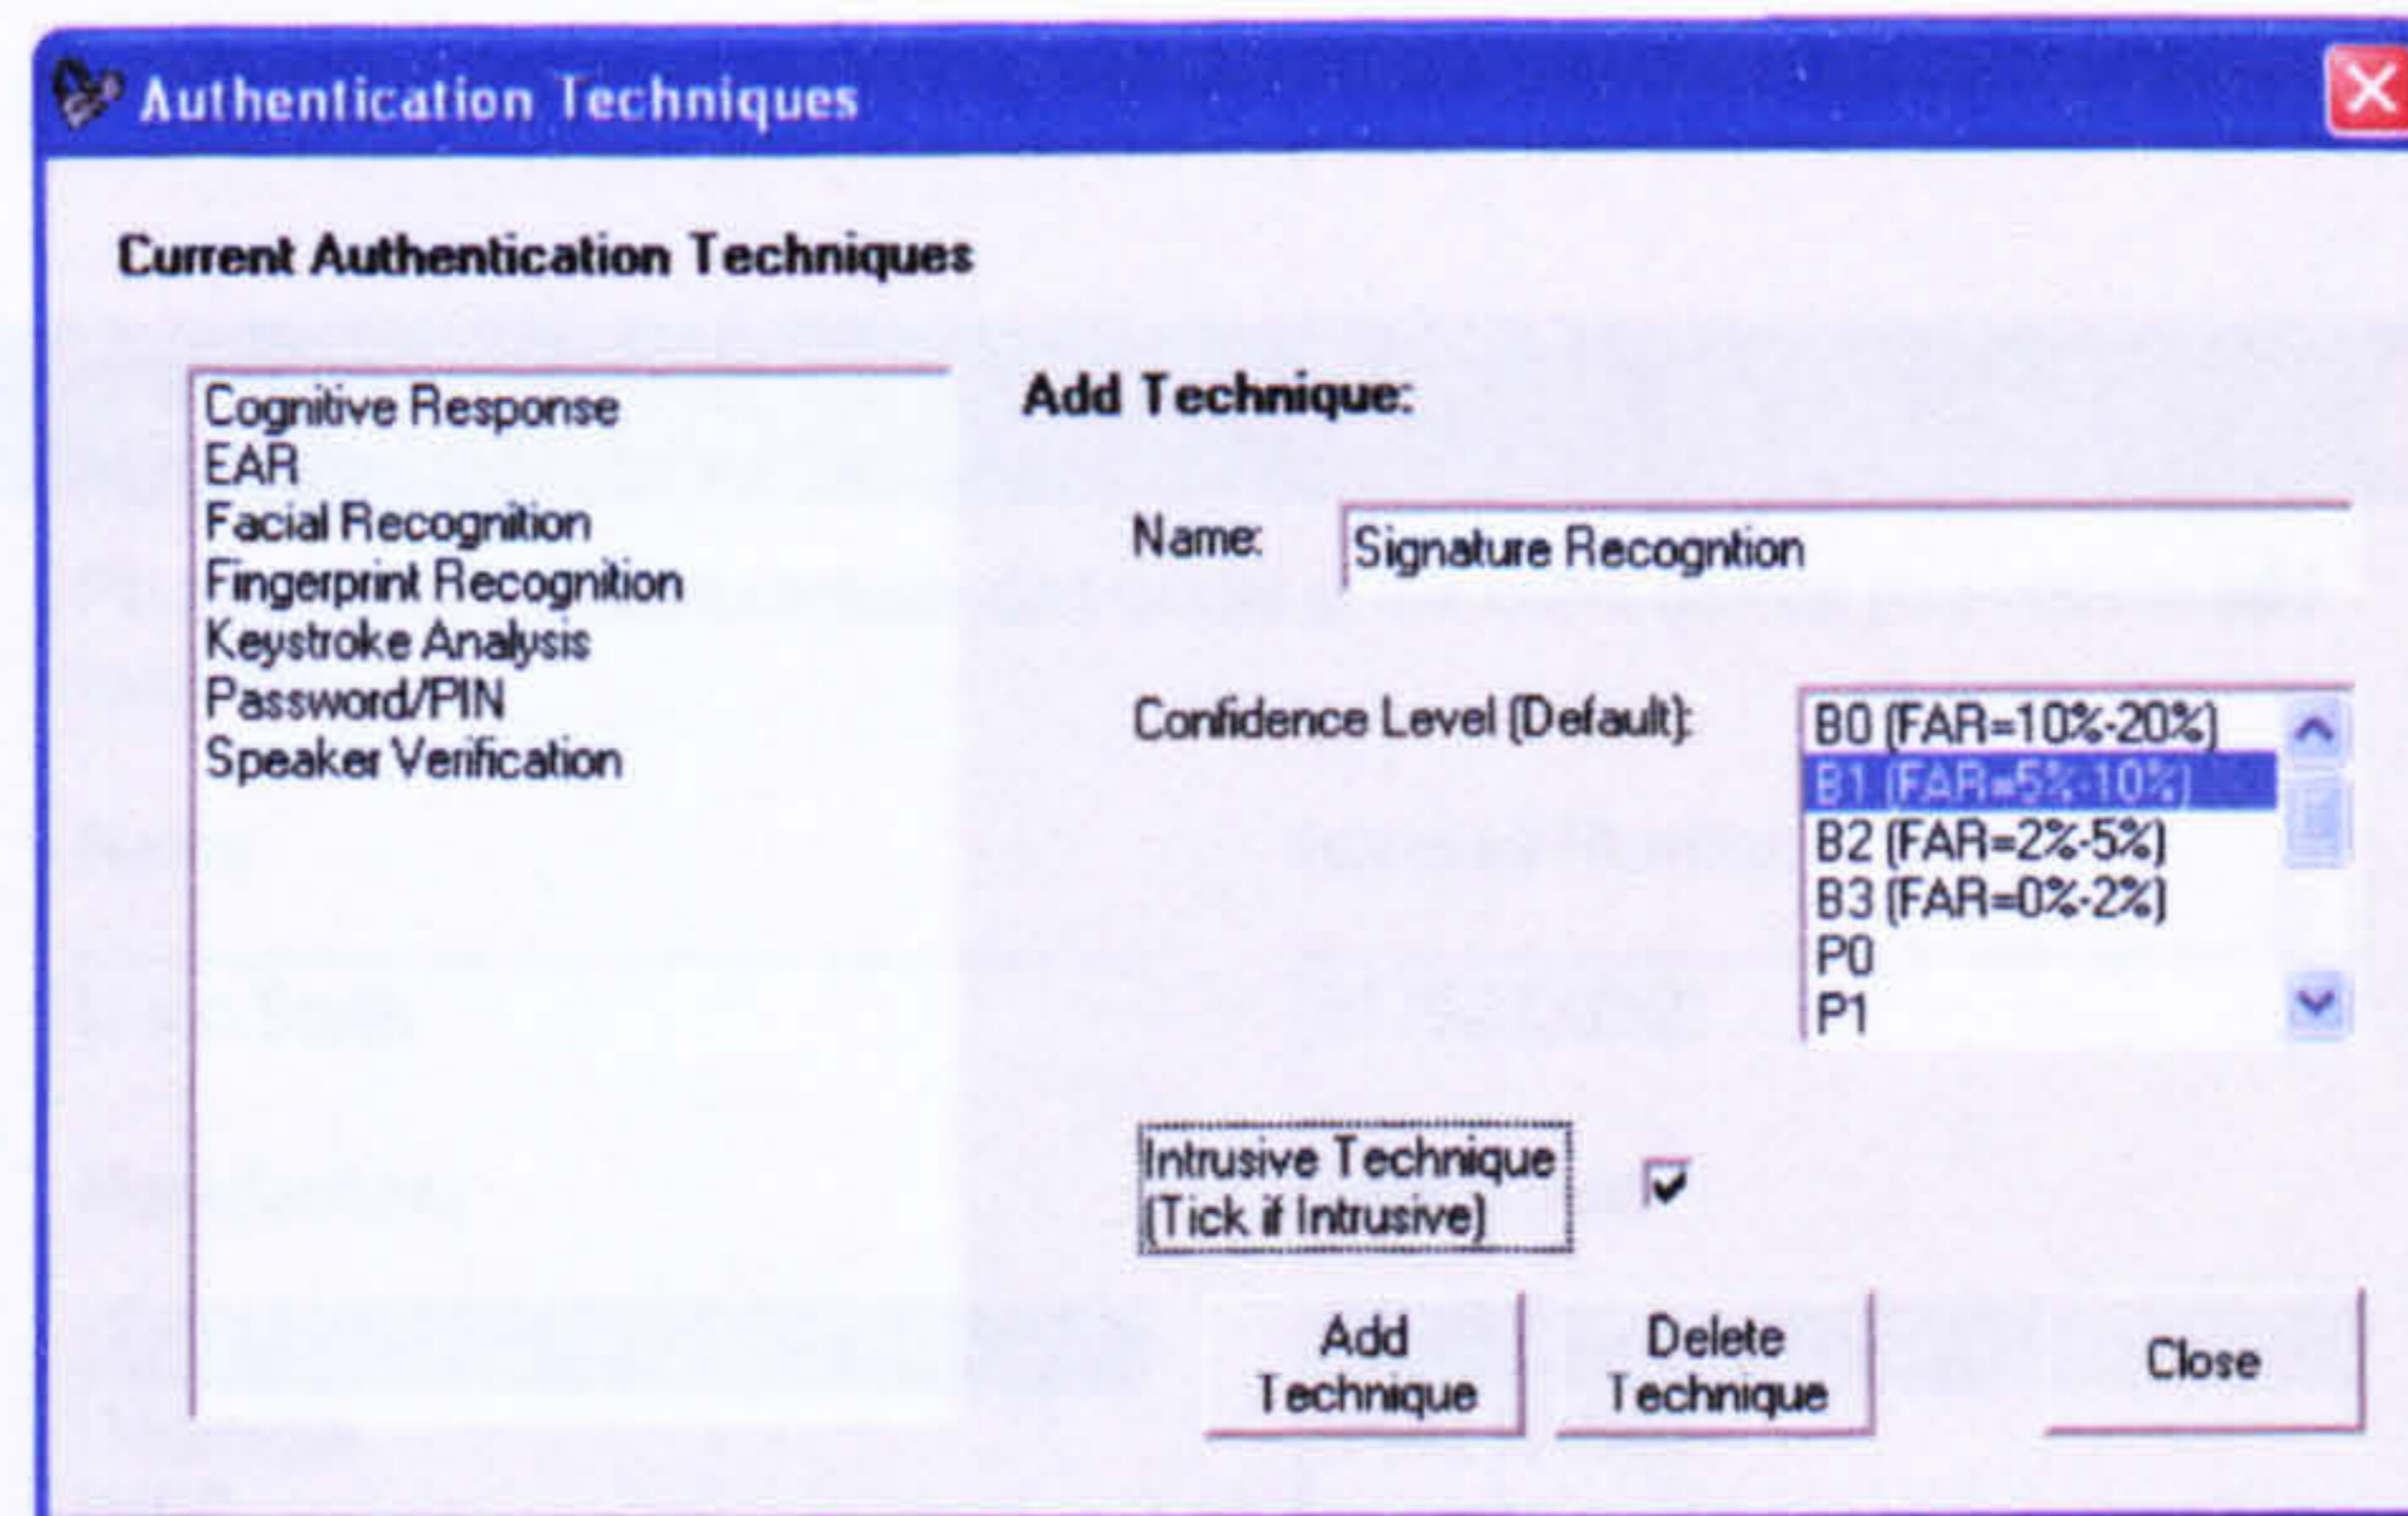 Authentication Techniques
Current Authentication Techniques
Cognitive Response
EAR
Facial Recognition
Fingerprint Recognition
Keystroke Analysis
Password/PIN
Speaker Verification
Add Technique:
Name: Signature Recogntion
Confidence Level (Default):
B0 (FAR=10%-20%)
B1 (FAR=5%-10%)
B2 (FAR=2%-5%)
B3 (FAR=0%-2%)
P0
P1
Intrusive Technique
(Tick if Intrusive)
Add
Technique
Delete
Technique
Close